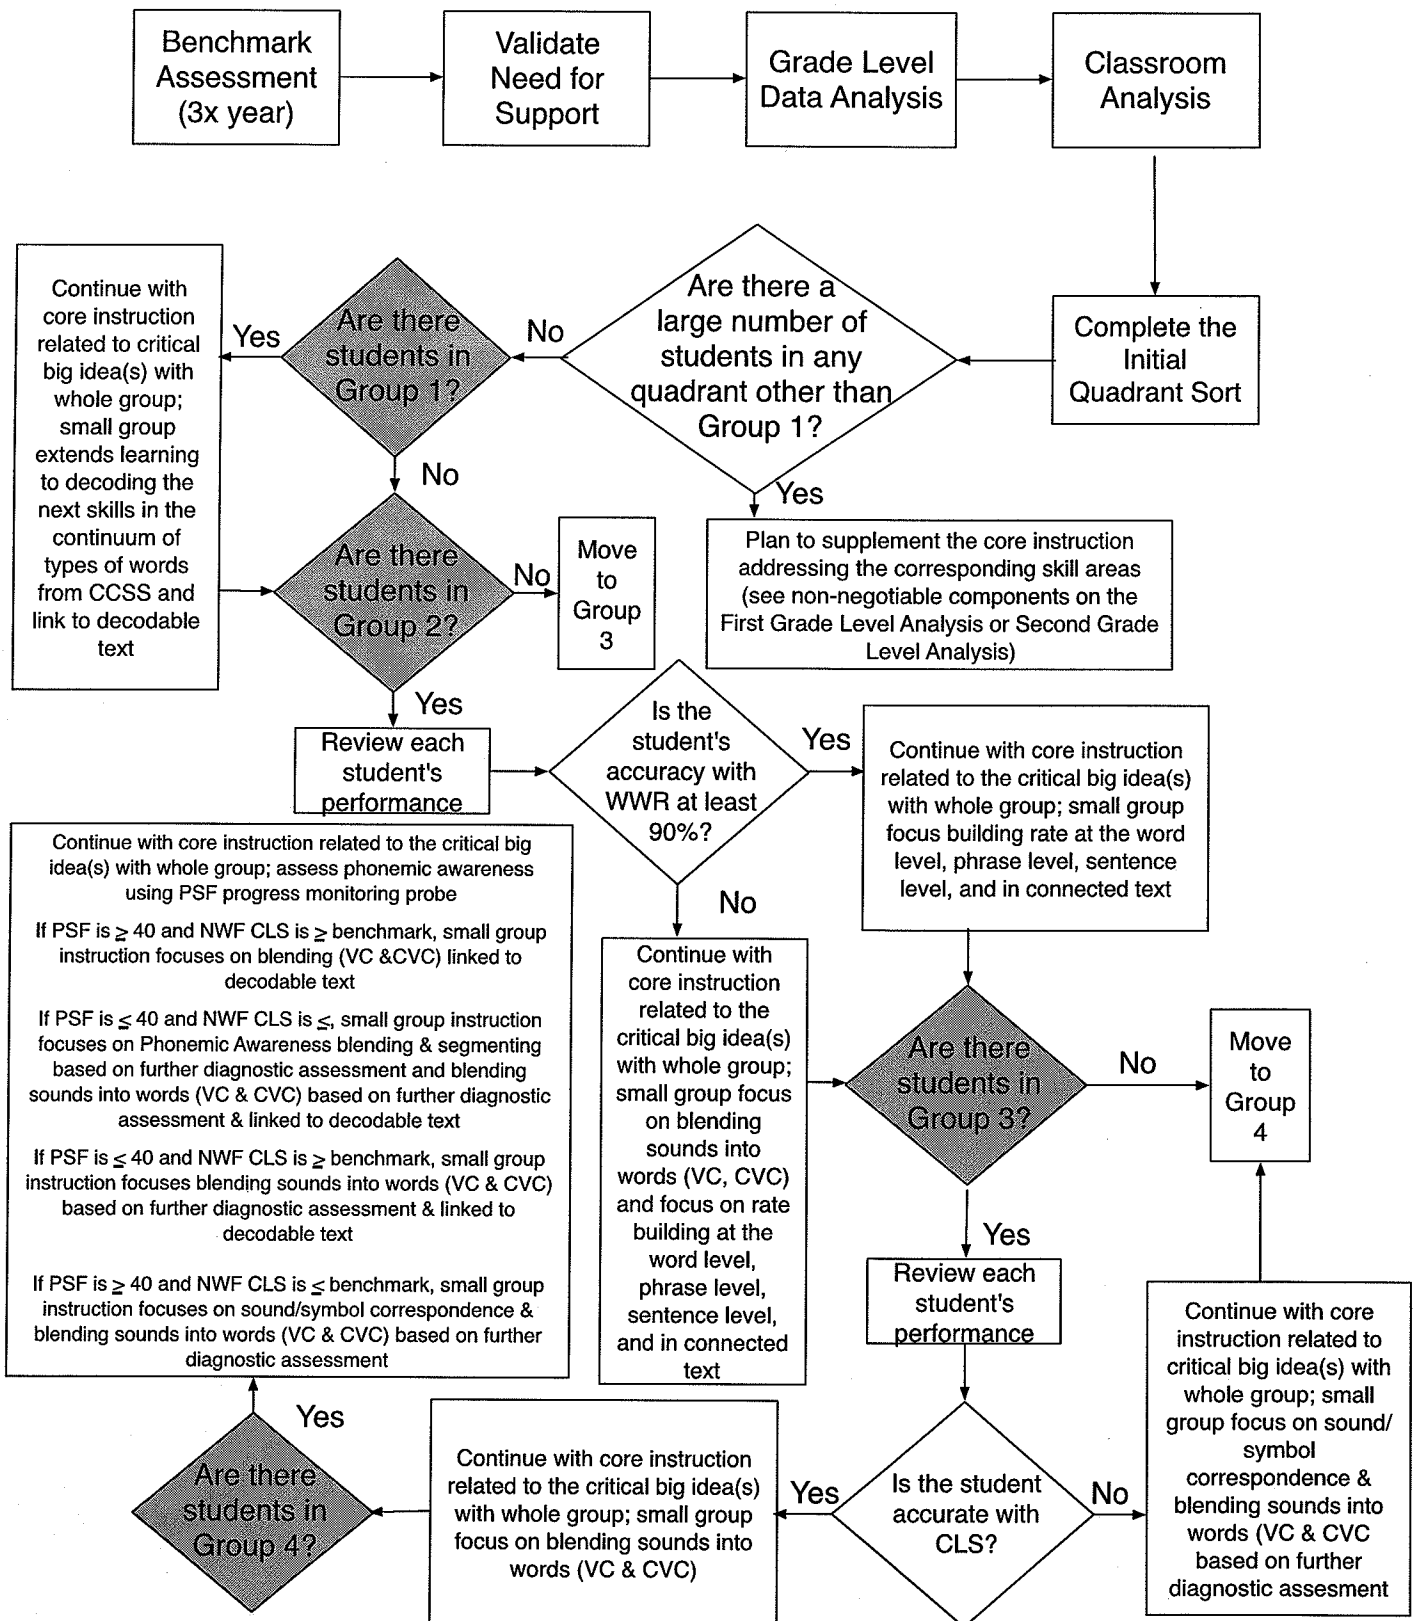 Benchmark
Assessment
(3x year)
Validate
Need for
Support
Grade Level
Data Analysis
Classroom
Analysis
Complete the
Initial
Quadrant Sort
Are there a
large number of
students in any
quadrant other than
Group 1?
No
Yes
Plan to supplement the core instruction
addressing the corresponding skill areas
(see non-negotiable components on the
First Grade Level Analysis or Second Grade
Level Analysis)
Are there
students in
Group 1?
Yes
No
Continue with
core instruction
related to critical
big idea(s) with
whole group;
small group
extends learning
to decoding the
next skills in the
continuum of
types of words
from CCSS and
link to decodable
text
Are there
students in
Group 2?
No
Move
to
Group
3
Yes
Review each
student's
performance
Is the
student's
accuracy with
WWR at least
90%?
Yes
Continue with core instruction
related to the critical big idea(s)
with whole group; small group
focus building rate at the word
level, phrase level, sentence
level, and in connected text
No
Continue with
core instruction
related to the
critical big idea(s)
with whole group;
small group focus
on blending
sounds into
words (VC, CVC)
and focus on rate
building at the
word level,
phrase level,
sentence level,
and in connected
text
Are there
students in
Group 3?
No
Move
to
Group
4
Yes
Review each
student's
performance
Is the student
accurate with
CLS?
No
Continue with core
instruction related to
critical big idea(s) with
whole group; small
group focus on sound/
symbol
correspondence &
blending sounds into
words (VC & CVC
based on further
diagnostic assesment
Yes
Continue with core instruction
related to the critical big idea(s)
with whole group; small group
focus on blending sounds into
words (VC & CVC)
Are there
students in
Group 4?
Yes
Continue with core instruction related to the critical big
idea(s) with whole group; assess phonemic awareness
using PSF progress monitoring probe
If PSF is ≥ 40 and NWF CLS is ≥ benchmark, small group
instruction focuses on blending (VC &CVC) linked to
decodable text
If PSF is ≤ 40 and NWF CLS is ≤, small group instruction
focuses on Phonemic Awareness blending & segmenting
based on further diagnostic assessment and blending
sounds into words (VC & CVC) based on further diagnostic
assessment & linked to decodable text
If PSF is ≤ 40 and NWF CLS is ≥ benchmark, small group
instruction focuses blending sounds into words (VC & CVC)
based on further diagnostic assessment & linked to
decodable text
If PSF is ≥ 40 and NWF CLS is ≤ benchmark, small group
instruction focuses on sound/symbol correspondence &
blending sounds into words (VC & CVC) based on further
diagnostic assessment